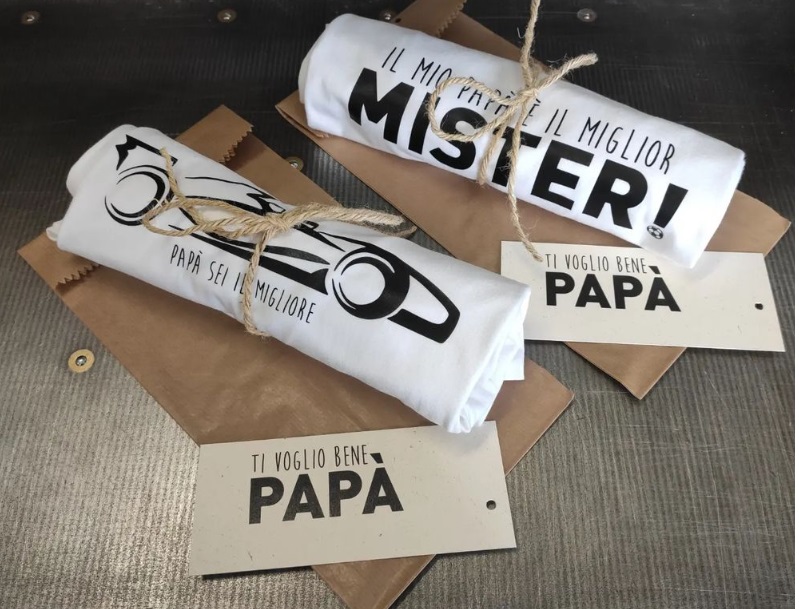 IL MIO PAPÀ È IL MIGLIOR
MISTER!
PAPÀ SEI IL MIGLIORE
TI VOGLIO BENE
PAPÀ
TI VOGLIO BENE
PAPÀ